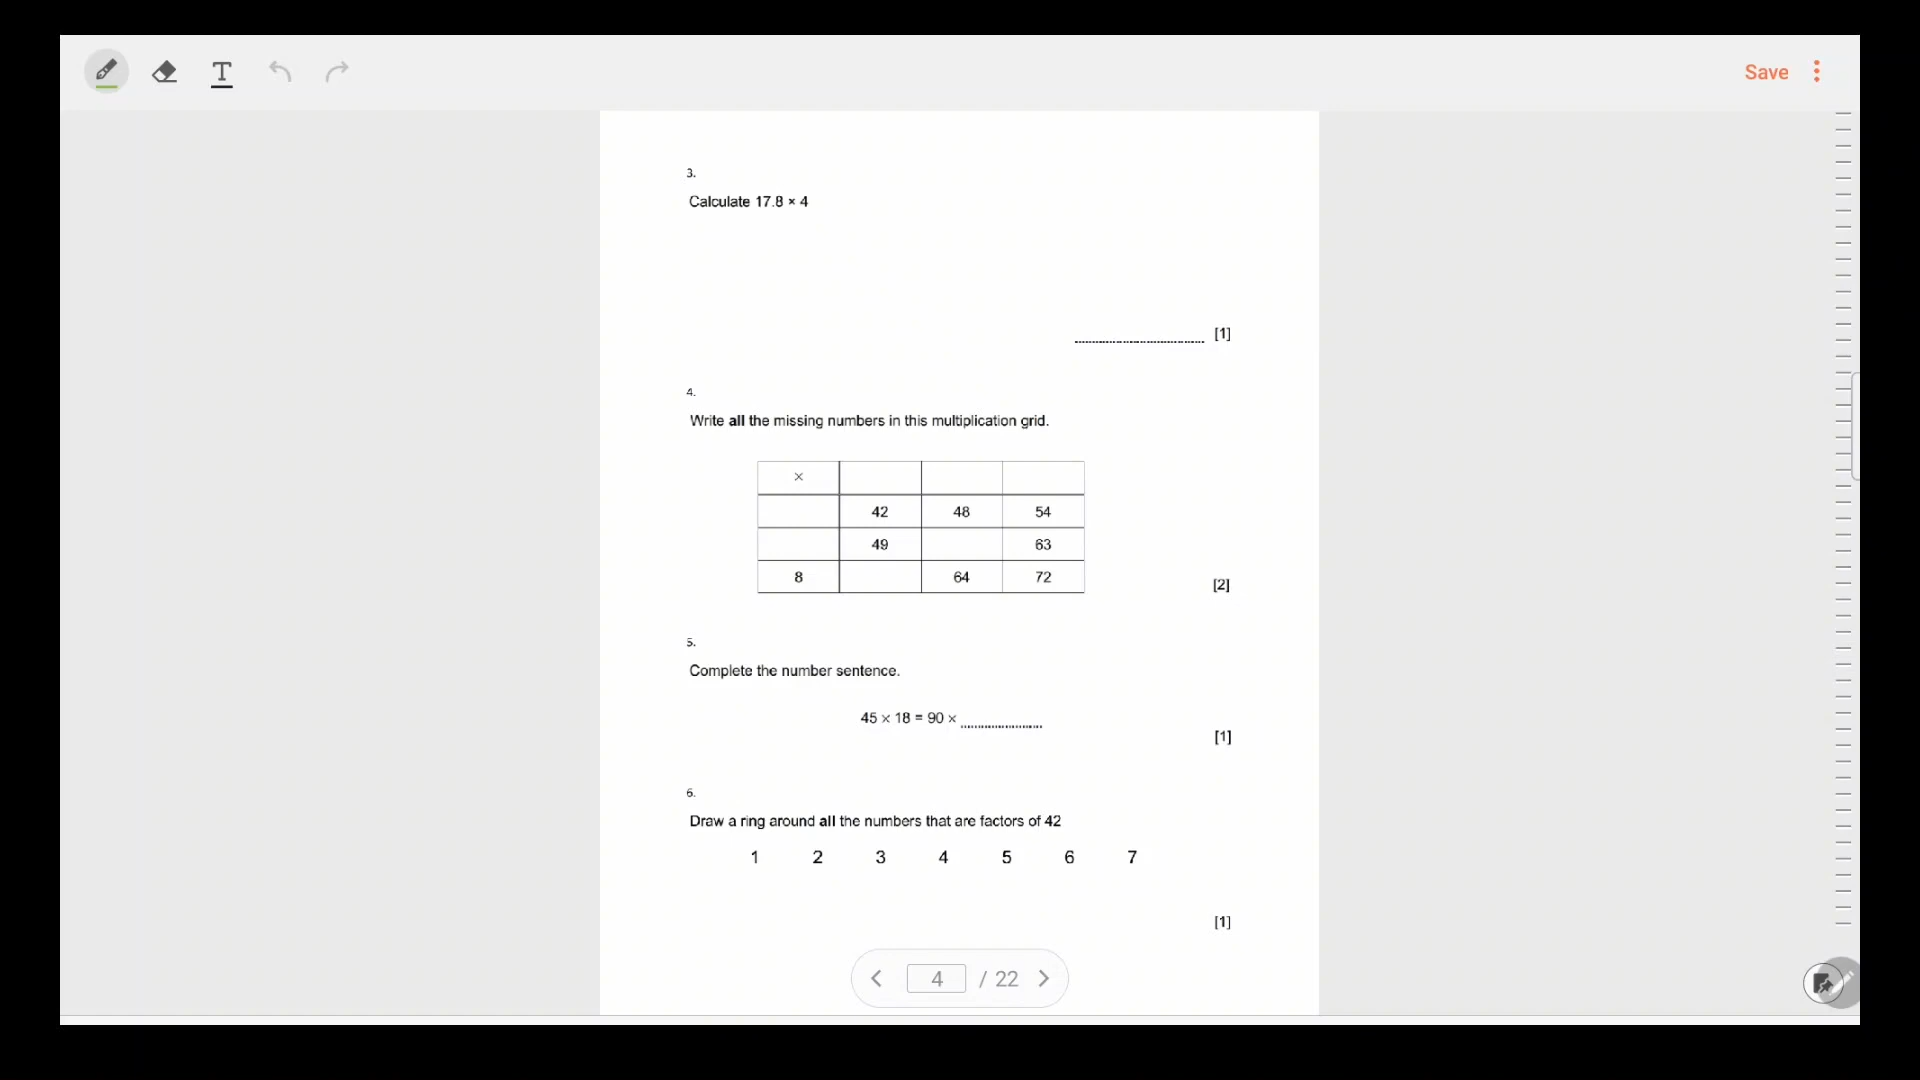 T
Save
3.
Calculate 17.8 × 4
................................ [1]
4.
Write all the missing numbers in this multiplication grid.
×
42 48 54
49 63
8 64 72
[2]
5.
Complete the number sentence.
45 × 18 = 90 × ....................
[1]
6.
Draw a ring around all the numbers that are factors of 42
1 2 3 4 5 6 7
[1]
4 / 22